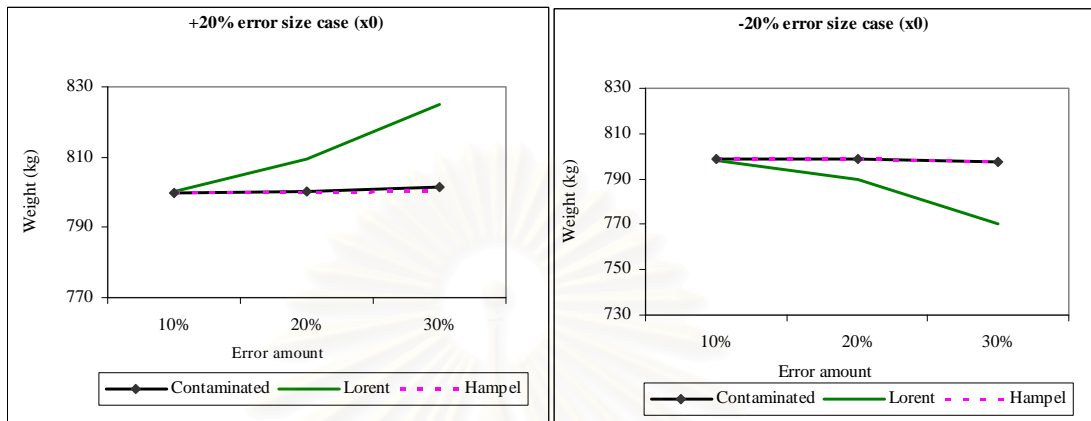 +20% error size case (x0)
830
810
790
770
Weight (kg)
10% 20% 30%
Error amount
Contaminated Lorent Hampel
-20% error size case (x0)
830
810
790
770
750
730
Weight (kg)
10% 20% 30%
Error amount
Contaminated Lorent Hampel